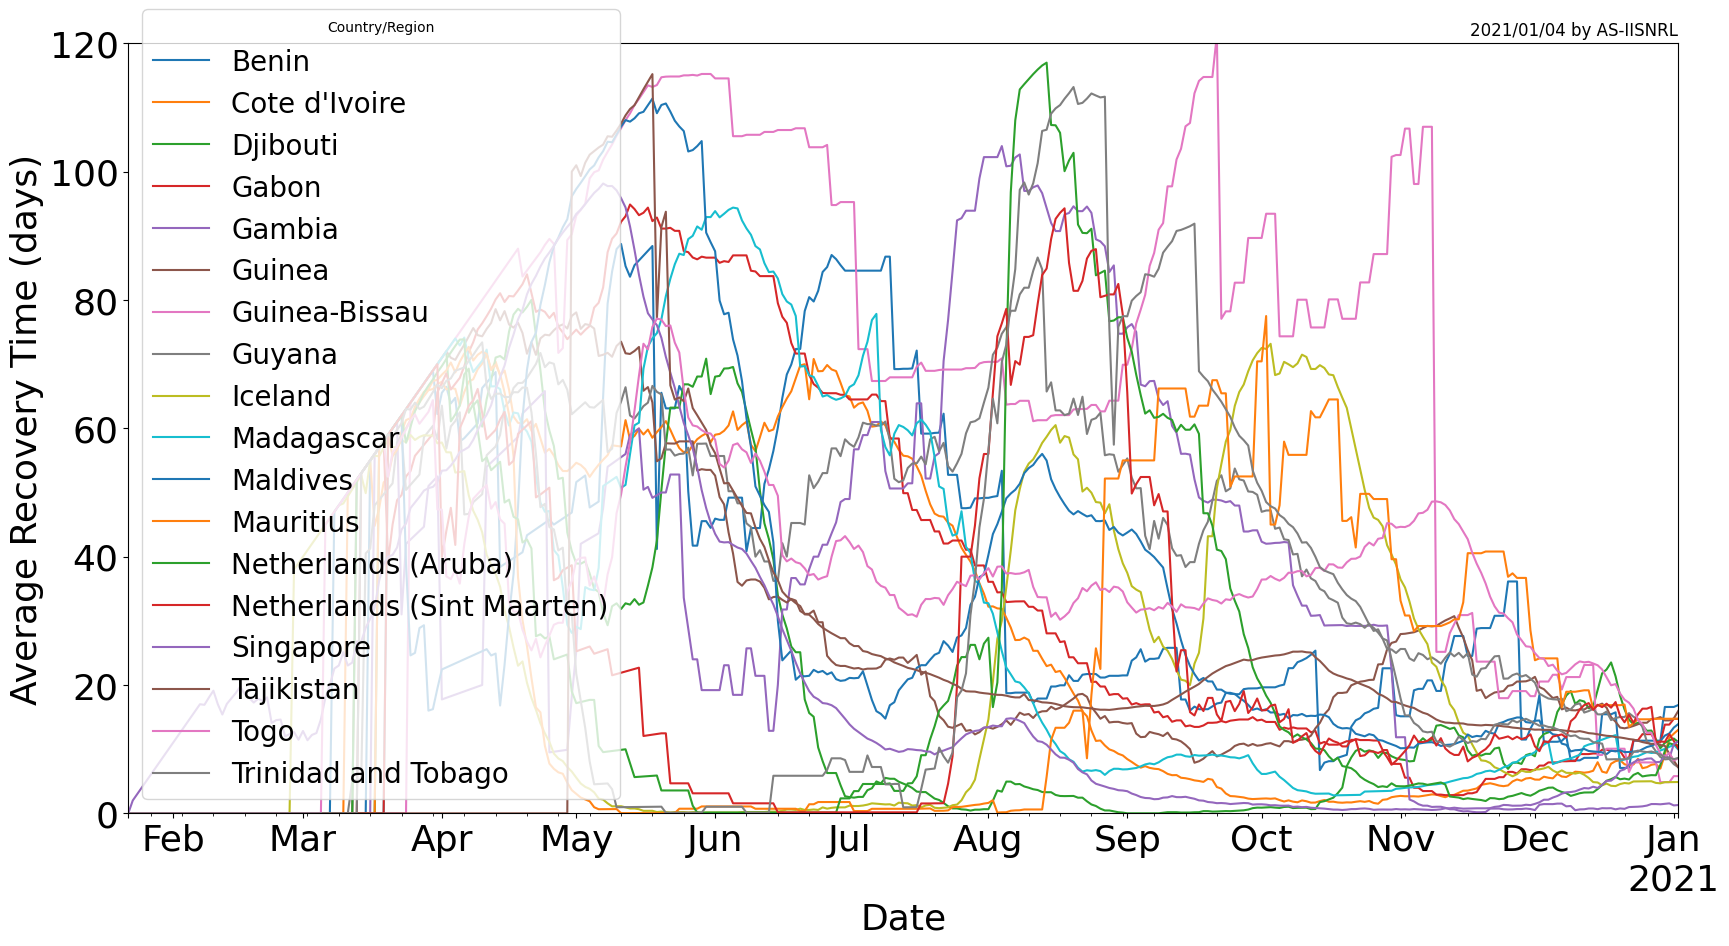 2021/01/04 by AS-IISNRL
Country/Region
Benin
Cote d'Ivoire
Djibouti
Gabon
Gambia
Guinea
Guinea-Bissau
Guyana
Iceland
Madagascar
Maldives
Mauritius
Netherlands (Aruba)
Netherlands (Sint Maarten)
Singapore
Tajikistan
Togo
Trinidad and Tobago
Average Recovery Time (days)
120
100
80
60
40
20
0
Feb Mar Apr May Jun Jul Aug Sep Oct Nov Dec Jan
2021
Date